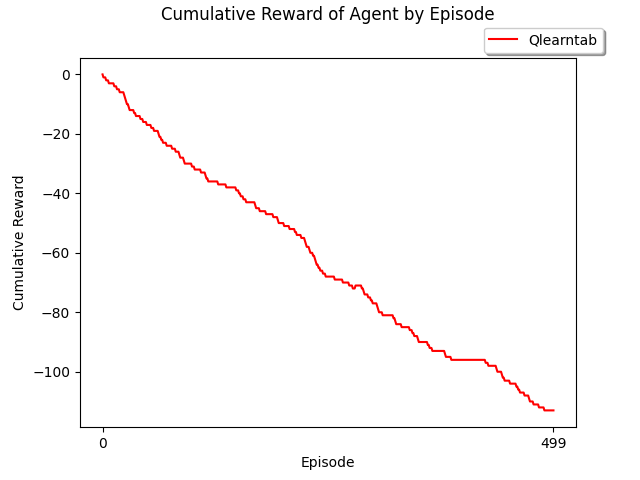 Cumulative Reward of Agent by Episode
Qlearntab
0
−20
−40
−60
−80
−100
Cumulative Reward
0 499
Episode